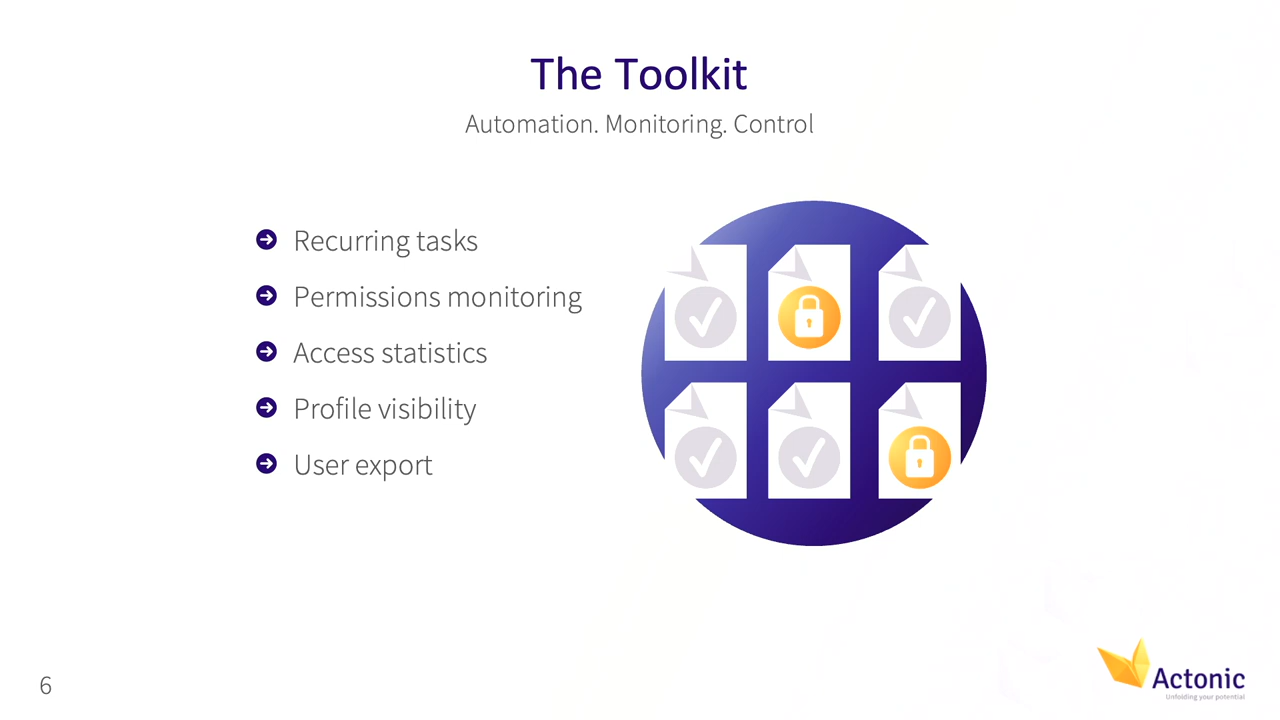 The Toolkit
Automation. Monitoring. Control
Recurring tasks
Permissions monitoring
Access statistics
Profile visibility
User export
6
Actonic
Unfolding your potential